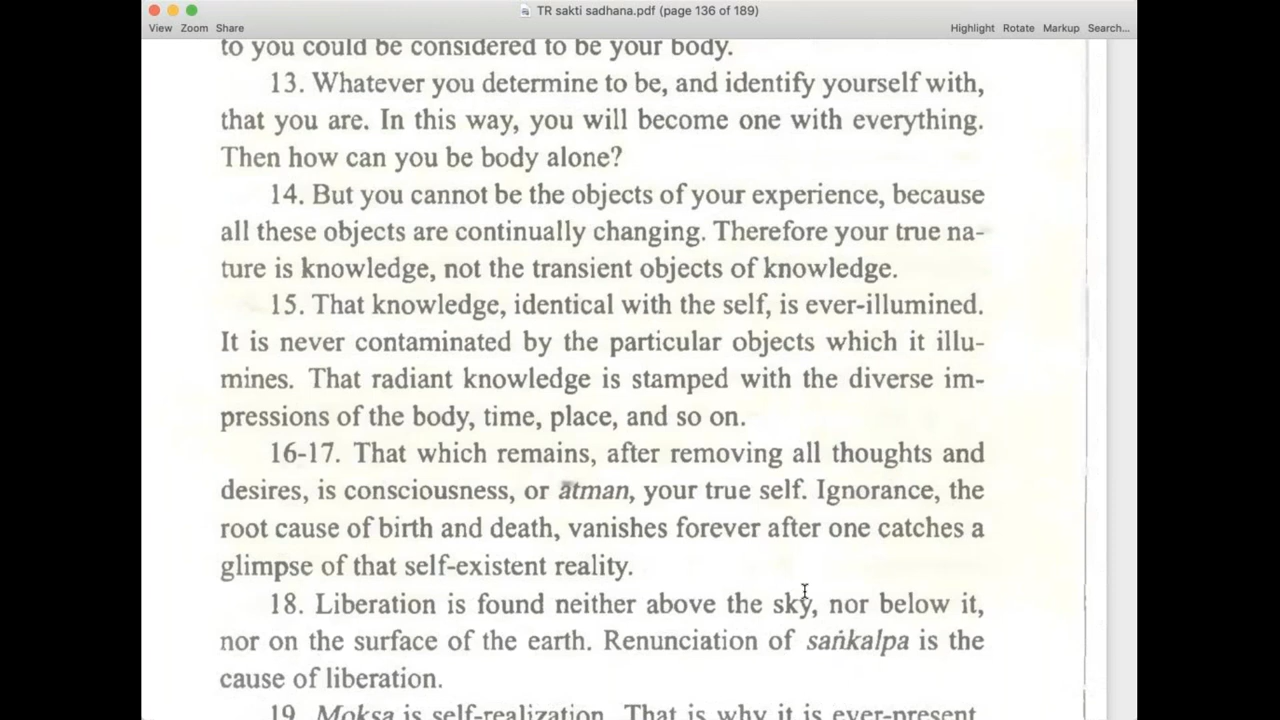 TR sakti sadhana.pdf (page 136 of 189)
View Zoom Share Highlight Rotate Markup Search...
to you could be considered to be your body.
13. Whatever you determine to be, and identify yourself with,
that you are. In this way, you will become one with everything.
Then how can you be body alone?
14. But you cannot be the objects of your experience, because
all these objects are continually changing. Therefore your true na-
ture is knowledge, not the transient objects of knowledge.
15. That knowledge, identical with the self, is ever-illumined.
It is never contaminated by the particular objects which it illu-
mines. That radiant knowledge is stamped with the diverse im-
pressions of the body, time, place, and so on.
16-17. That which remains, after removing all thoughts and
desires, is consciousness, or ātman, your true self. Ignorance, the
root cause of birth and death, vanishes forever after one catches a
glimpse of that self-existent reality.
18. Liberation is found neither above the sky, nor below it,
nor on the surface of the earth. Renunciation of saṅkalpa is the
cause of liberation.
19. Moksa is self-realization. That is why it is ever-present,